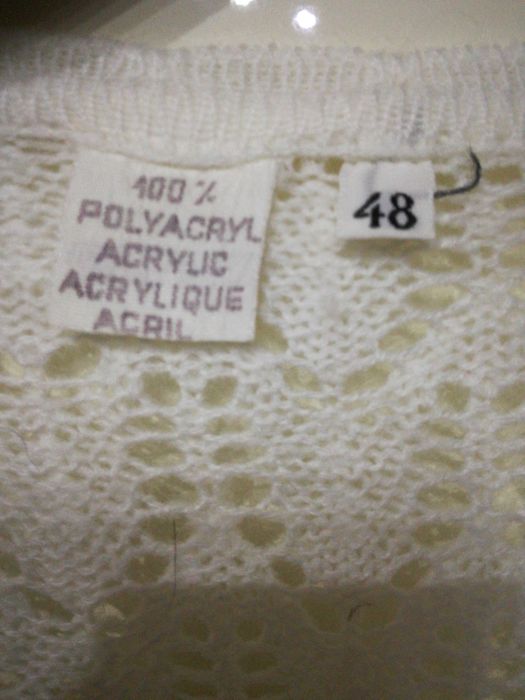 100 %
POLYACRYL
ACRYLIC
ACRYLIQUE
ACRIL
48